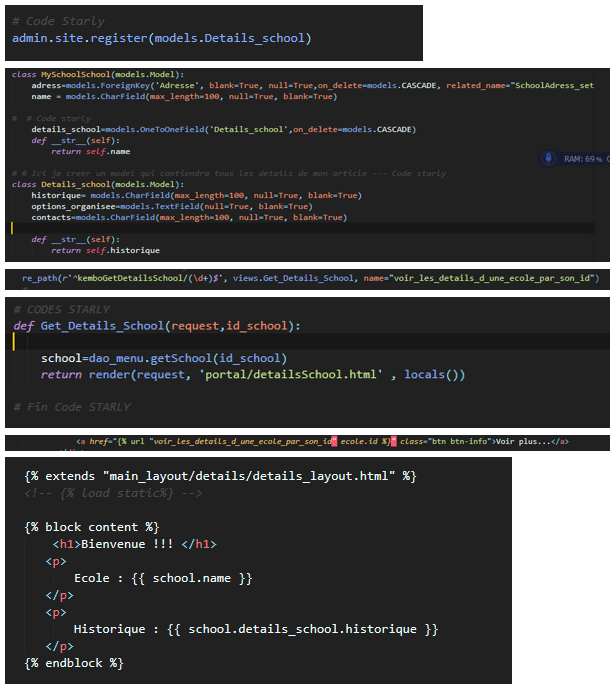 # Code Starly
admin.site.register(models.Details_school)
class MySchoolSchool(models.Model):
adress=models.ForeignKey('Adresse', blank=True, null=True,on_delete=models.CASCADE, related_name="SchoolAdress_set
name = models.CharField(max_length=100, null=True, blank=True)
# # Code starly
details_school=models.OneToOneField('Details_school',on_delete=models.CASCADE)
def __str__(self):
return self.name
RAM: 69% C
# # Ici je creer un model qui contiendra tous les details de mon article --- Code starly
class Details_school(models.Model):
historique= models.CharField(max_length=100, null=True, blank=True)
options_organisee=models.TextField(null=True, blank=True)
contacts=models.CharField(max_length=100, null=True, blank=True)
def __str__(self):
return self.historique
re_path(r'^kemboGetDetailsSchool/(\d+)$', views.Get_Details_School, name="voir_les_details_d_une_ecole_par_son_id")
# CODES STARLY
def Get_Details_School(request,id_school):
school=dao_menu.getSchool(id_school)
return render(request, 'portal/detailsSchool.html' , locals())
# Fin Code STARLY
<a href="{% url "voir_les_details_d_une_ecole_par_son_id" ecole.id %}" class="btn btn-info">Voir plus...</a>
{% extends "main_layout/details/details_layout.html" %}
<!-- {% load static%} -->
{% block content %}
<h1>Bienvenue !!! </h1>
<p>
Ecole : {{ school.name }}
</p>
<p>
Historique : {{ school.details_school.historique }}
</p>
{% endblock %}